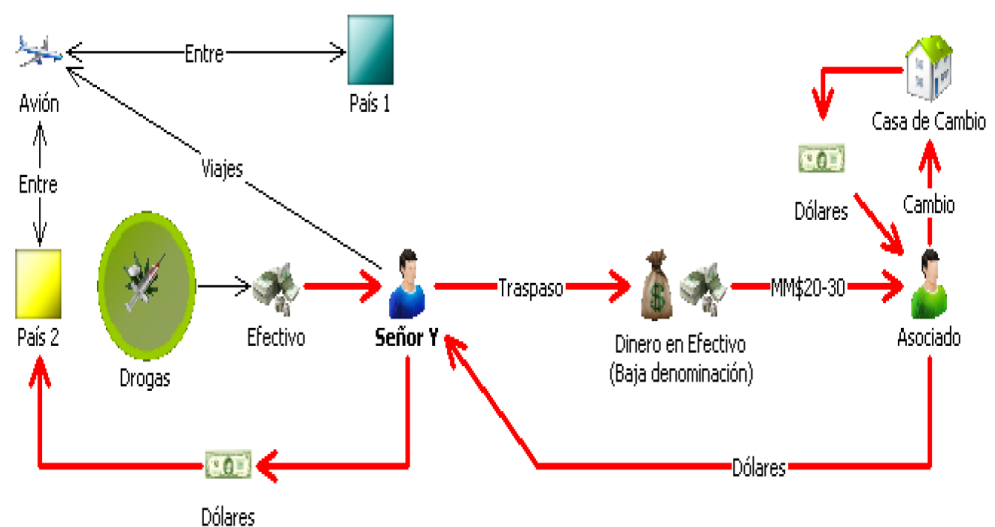 Entre
Avión
País 1
Casa de Cambio
Viajes
Entre
Dólares
Cambio
Traspaso
MM$20-30
País 2
Efectivo
Señor Y
Dinero en Efectivo
(Baja denominación)
Asociado
Drogas
Dólares
Dólares